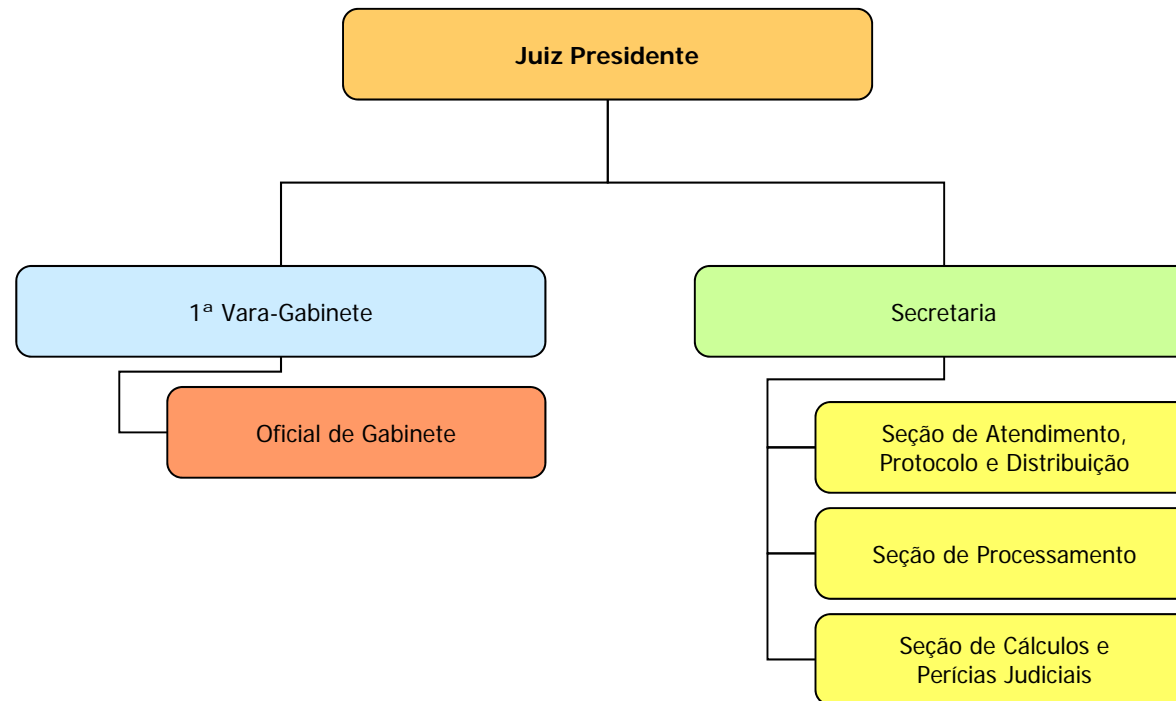 Juiz Presidente
1ª Vara-Gabinete
Secretaria
Oficial de Gabinete
Seção de Atendimento,
Protocolo e Distribuição
Seção de Processamento
Seção de Cálculos e
Perícias Judiciais